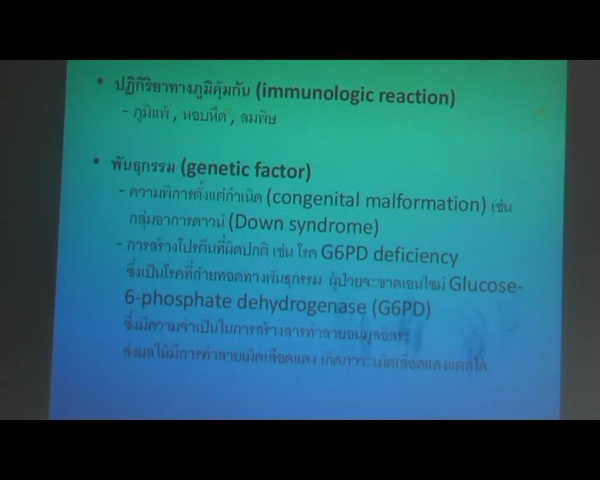 • ปฏิกิริยาทางภูมิคุ้มกัน (immunologic reaction)
– ภูมิแพ้ , หอบหืด , ลมพิษ
• พันธุกรรม (genetic factor)
– ความพิการตั้งแต่กำเนิด (congenital malformation) เช่น
กลุ่มอาการดาวน์ (Down syndrome)
– การสร้างโปรตีนที่ผิดปกติ เช่น โรค G6PD deficiency
ซึ่งเป็นโรคที่ถ่ายทอดทางพันธุกรรม ผู้ป่วยจะขาดเอนไซม์ Glucose-
6-phosphate dehydrogenase (G6PD)
ซึ่งมีความจำเป็นในการสร้างสารทำลายอนุมูลอิสระ
ส่งผลให้มีการทำลายเม็ดเลือดแดง เกิดภาวะเม็ดเลือดแดงแตกได้